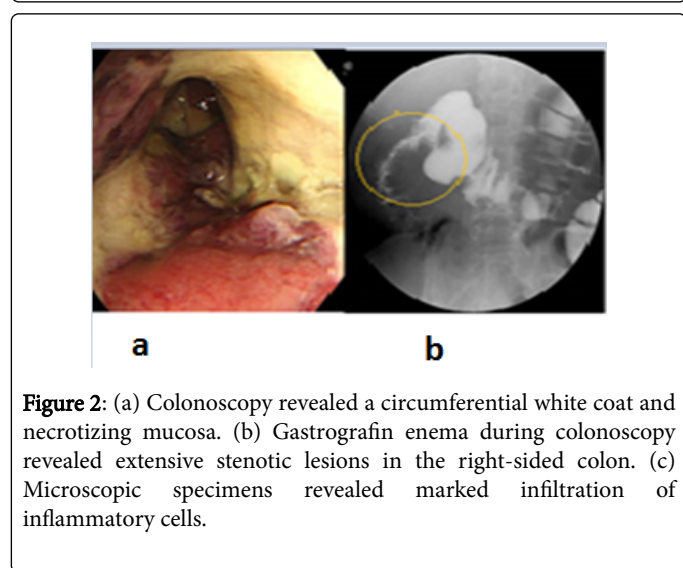 a
b
Figure 2: (a) Colonoscopy revealed a circumferential white coat and
necrotizing mucosa. (b) Gastrografin enema during colonoscopy
revealed extensive stenotic lesions in the right-sided colon. (c)
Microscopic specimens revealed marked infiltration of
inflammatory cells.